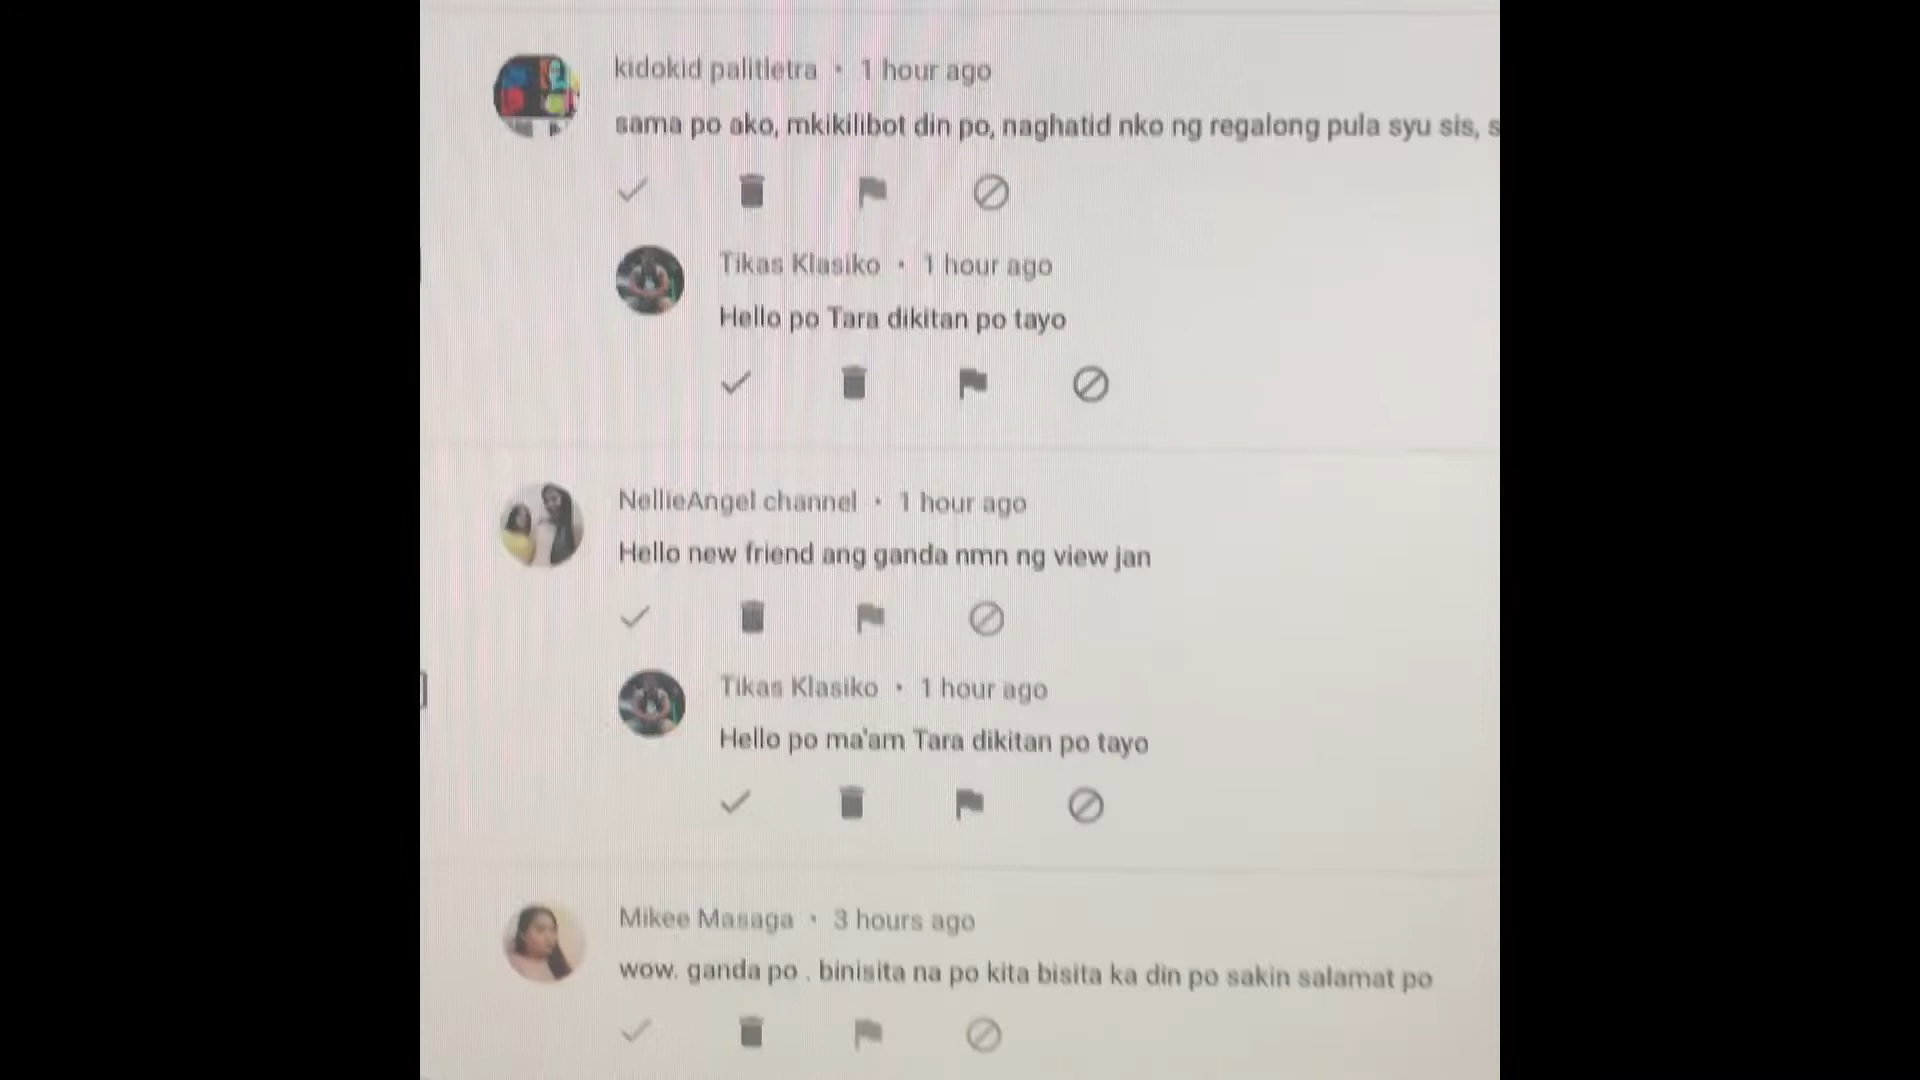 kidokid palitletra · 1 hour ago
sama po ako, mkikilibot din po, naghatid nko ng regalong pula syu sis, s
Tikas Klasiko · 1 hour ago
Hello po Tara dikitan po tayo
NellieAngel channel · 1 hour ago
Hello new friend ang ganda nmn ng view jan
Tikas Klasiko · 1 hour ago
Hello po ma'am Tara dikitan po tayo
Mikee Masaga · 3 hours ago
wow. ganda po . binisita na po kita bisita ka din po sakin salamat po